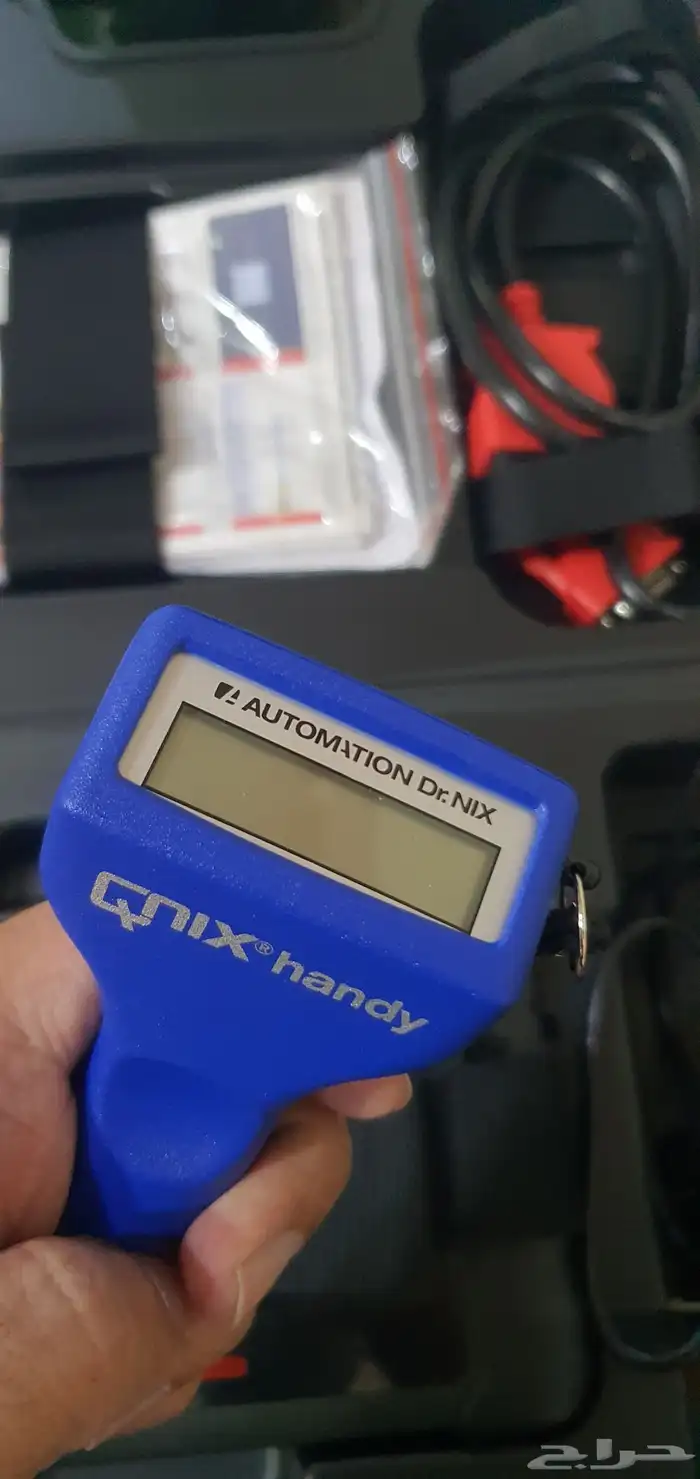 AUTOMATION Dr. NIX
QNIX® handy
حراج